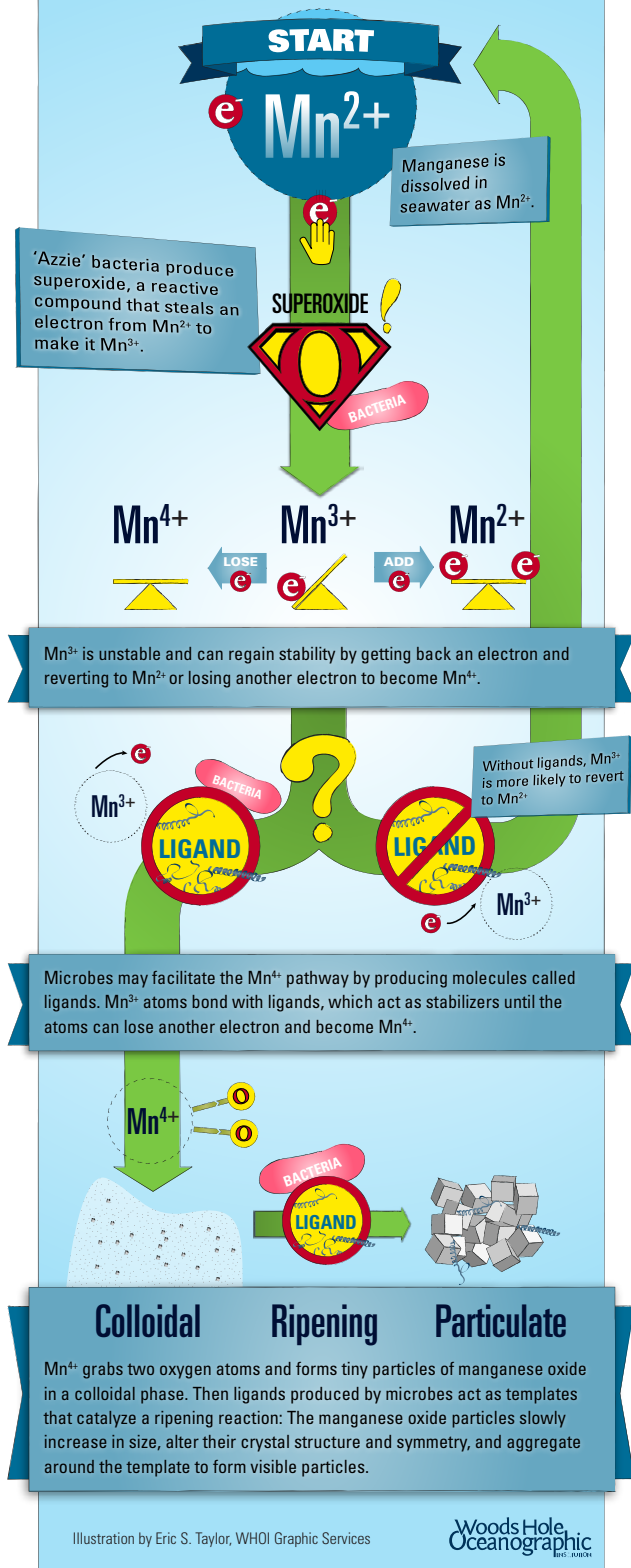 START
e-
Mn2+
Manganese is
dissolved in
seawater as Mn2+.
e-
'Azzie' bacteria produce
superoxide, a reactive
compound that steals an
electron from Mn2+ to
make it Mn3+.
SUPEROXIDE !
O
BACTERIA
Mn4+ Mn3+ Mn2+
LOSE e- e- ADD e- e- e-
Mn3+ is unstable and can regain stability by getting back an electron and
reverting to Mn2+ or losing another electron to become Mn4+.
?
e-
Mn3+
BACTERIA
LIGAND
LIGAND
Without ligands, Mn3+
is more likely to revert
to Mn2+
e-
Mn3+
Microbes may facilitate the Mn4+ pathway by producing molecules called
ligands. Mn3+ atoms bond with ligands, which act as stabilizers until the
atoms can lose another electron and become Mn4+.
Mn4+
O
O
BACTERIA
LIGAND
Colloidal Ripening Particulate
Mn4+ grabs two oxygen atoms and forms tiny particles of manganese oxide
in a colloidal phase. Then ligands produced by microbes act as templates
that catalyze a ripening reaction: The manganese oxide particles slowly
increase in size, alter their crystal structure and symmetry, and aggregate
around the template to form visible particles.
Illustration by Eric S. Taylor, WHOI Graphic Services
Woods Hole
Oceanographic
INSTITUTION